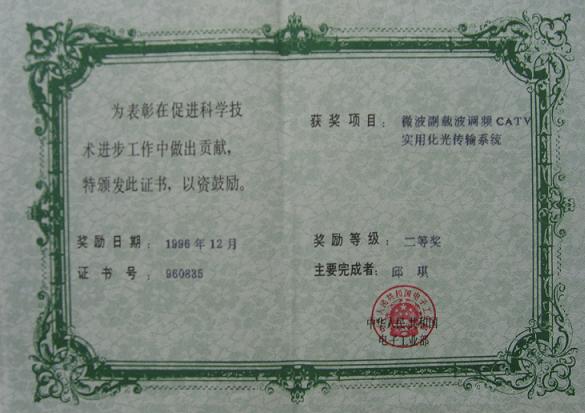 为表彰在促进科学技
术进步工作中做出贡献，
特颁发此证书，以资鼓励。
奖励日期：1996年12月
证书号：960835
获奖项目：微波副载波调频CATV
实用化光传输系统
奖励等级：二等奖
主要完成者：邱琪
中华人民共和国
电子工业部